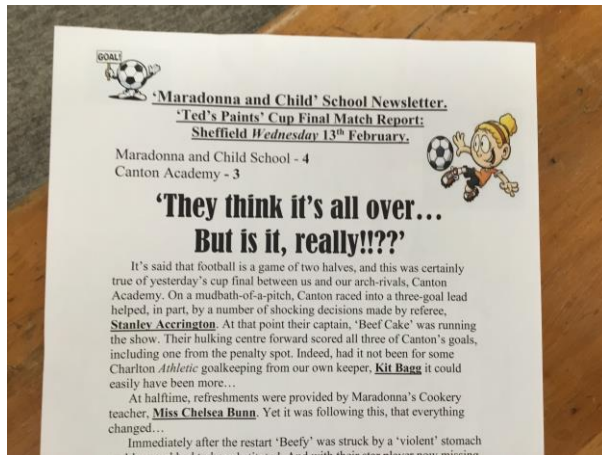 GOAL!
‘Maradonna and Child’ School Newsletter.
‘Ted’s Paints’ Cup Final Match Report:
Sheffield Wednesday 13th February.
Maradonna and Child School - 4
Canton Academy - 3
‘They think it’s all over…
But is it, really!!??’
It’s said that football is a game of two halves, and this was certainly
true of yesterday’s cup final between us and our arch-rivals, Canton
Academy. On a mudbath-of-a-pitch, Canton raced into a three-goal lead
helped, in part, by a number of shocking decisions made by referee,
Stanley Accrington. At that point their captain, ‘Beef Cake’ was running
the show. Their hulking centre forward scored all three of Canton’s goals,
including one from the penalty spot. Indeed, had it not been for some
Charlton Athletic goalkeeping from our own keeper, Kit Bagg it could
easily have been more…
At halftime, refreshments were provided by Maradonna’s Cookery
teacher, Miss Chelsea Bunn. Yet it was following this, that everything
changed…
Immediately after the restart ‘Beefy’ was struck by a ‘violent’ stomach